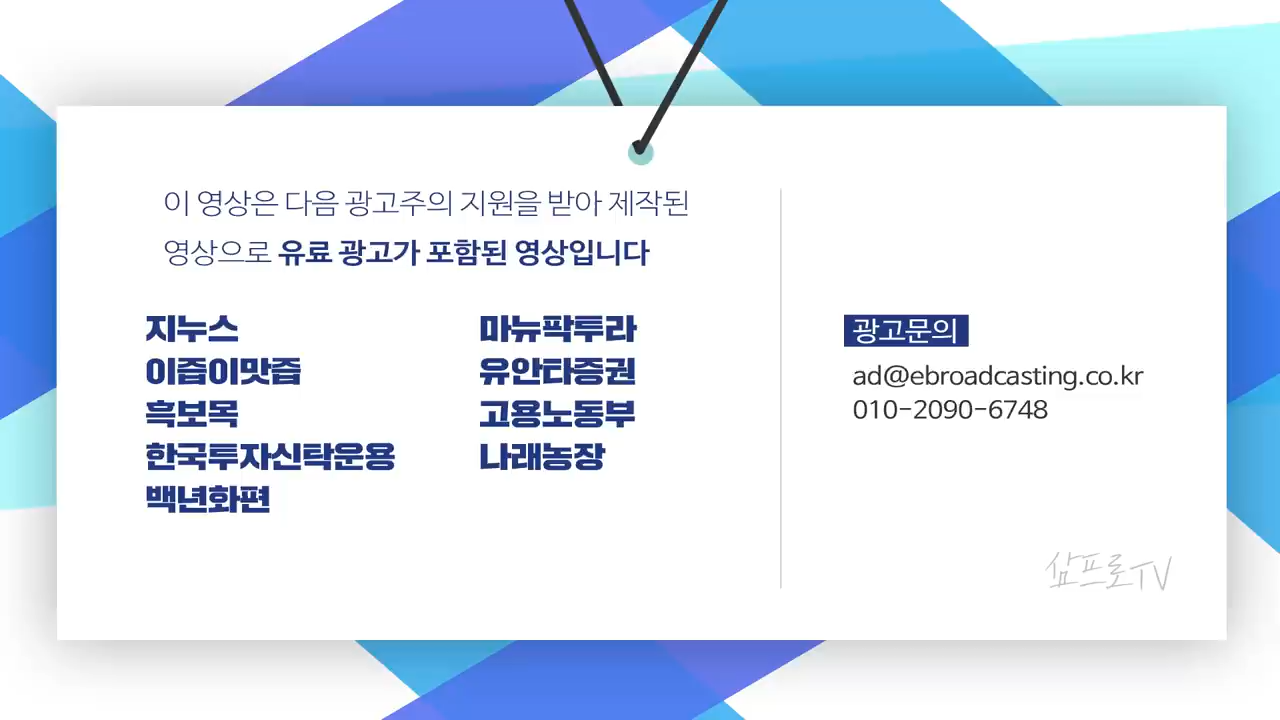 이 영상은 다음 광고주의 지원을 받아 제작된
영상으로 유료 광고가 포함된 영상입니다
지누스
이즙이맛즙
흑보목
한국투자신탁운용
백년화편
마뉴팍투라
유안타증권
고용노동부
나래농장
광고문의
ad@ebroadcasting.co.kr
010-2090-6748
삼프로TV